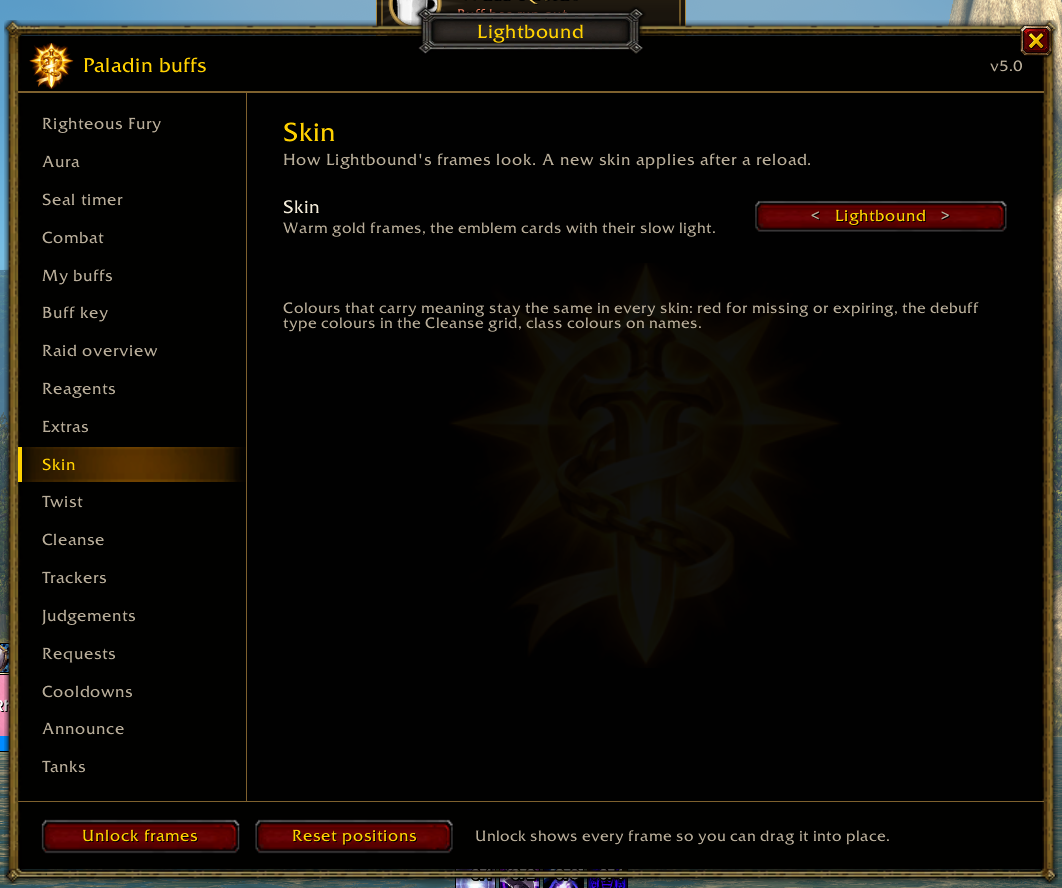 Lightbound
Paladin buffs
v5.0
Righteous Fury
Aura
Seal timer
Combat
My buffs
Buff key
Raid overview
Reagents
Extras
Skin
Twist
Cleanse
Trackers
Judgements
Requests
Cooldowns
Announce
Tanks
Skin
How Lightbound's frames look. A new skin applies after a reload.
Skin
Warm gold frames, the emblem cards with their slow light.
< Lightbound >
Colours that carry meaning stay the same in every skin: red for missing or expiring, the debuff
type colours in the Cleanse grid, class colours on names.
Unlock frames
Reset positions
Unlock shows every frame so you can drag it into place.